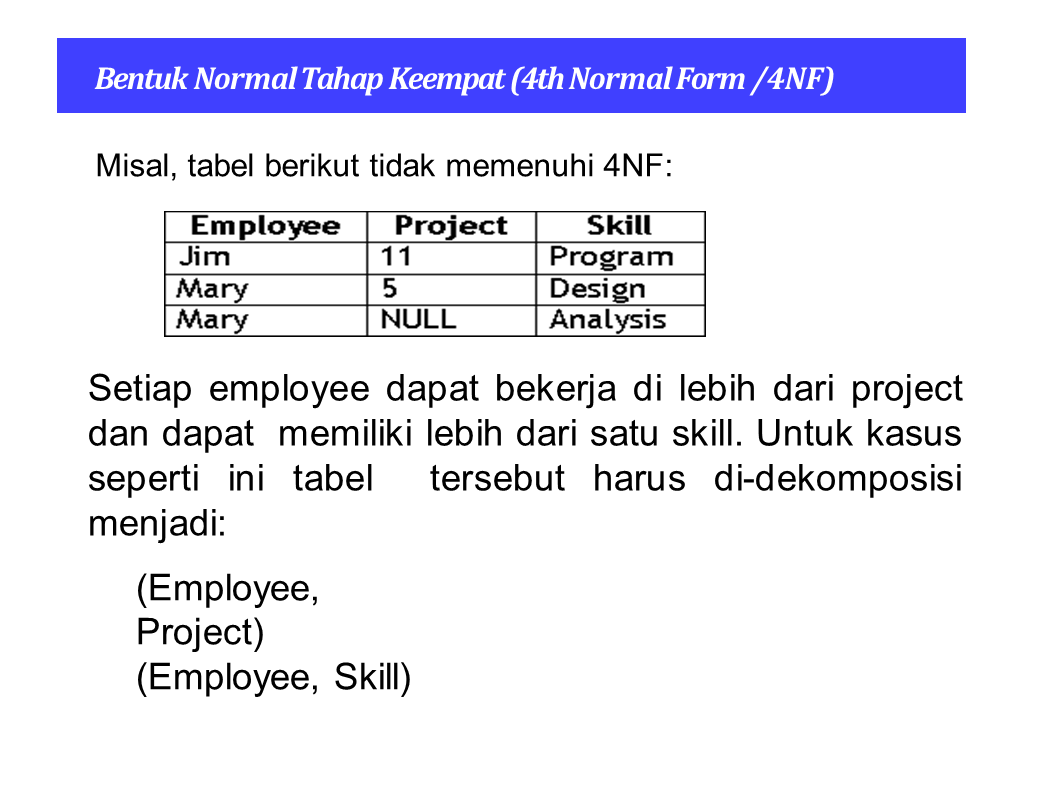 Bentuk Normal Tahap Keempat (4th Normal Form /4NF)
Misal, tabel berikut tidak memenuhi 4NF:
Employee Project Skill
Jim 11 Program
Mary 5 Design
Mary NULL Analysis
Setiap employee dapat bekerja di lebih dari project
dan dapat memiliki lebih dari satu skill. Untuk kasus
seperti ini tabel tersebut harus di-dekomposisi
menjadi:
(Employee,
Project)
(Employee, Skill)